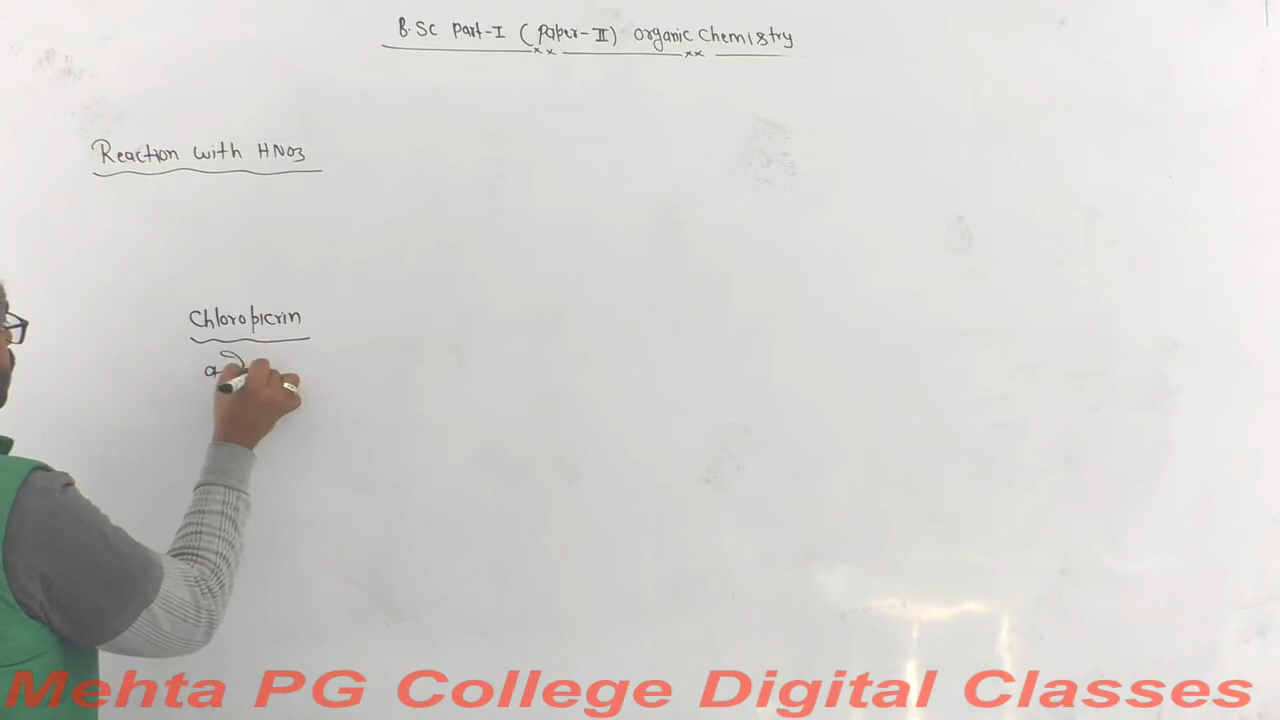 B.Sc Part-I (Paper-II) Organic Chemistry
Reaction with HNO3
Chloropicrin
Mehta PG College Digital Classes